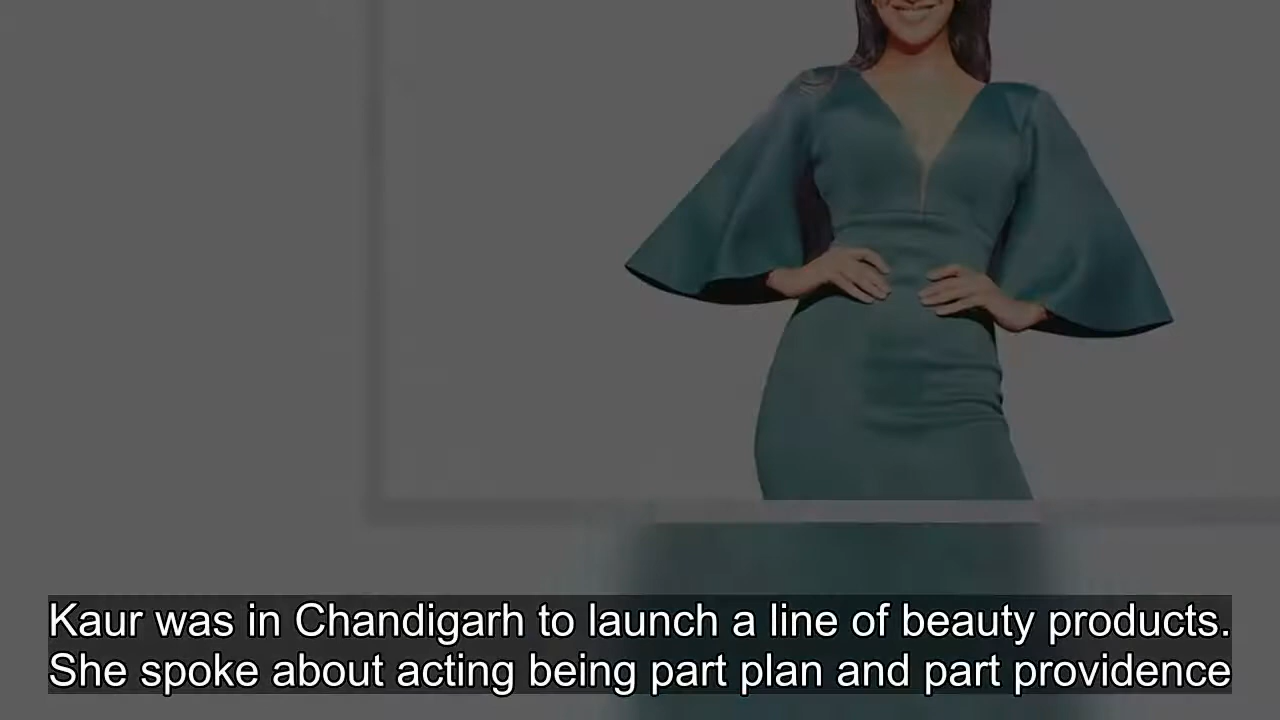 Kaur was in Chandigarh to launch a line of beauty products.
She spoke about acting being part plan and part providence